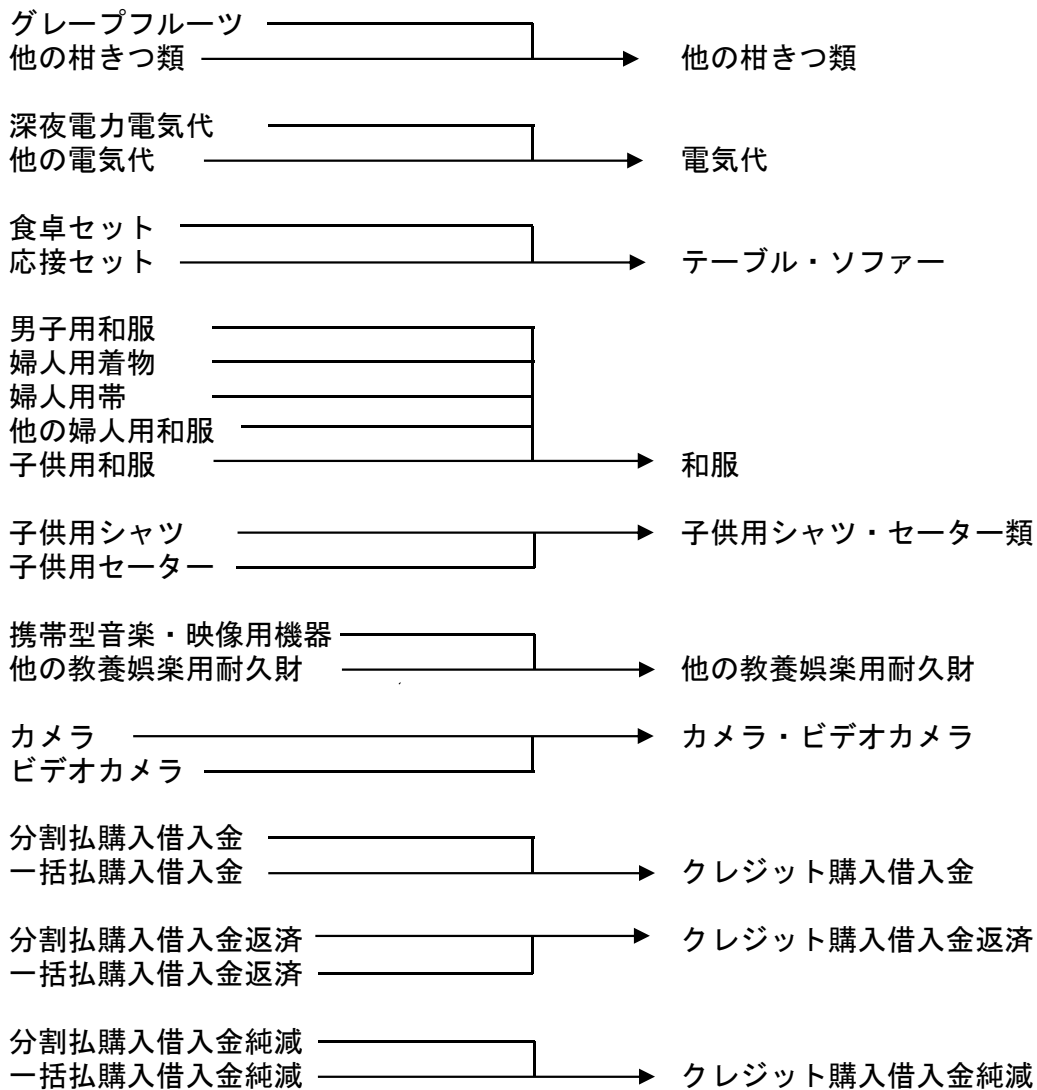 グレープフルーツ
他の柑きつ類 他の柑きつ類
深夜電力電気代
他の電気代 電気代
食卓セット
応接セット テーブル・ソファー
男子用和服
婦人用着物
婦人用帯
他の婦人用和服
子供用和服 和服
子供用シャツ 子供用シャツ・セーター類
子供用セーター
携帯型音楽・映像用機器
他の教養娯楽用耐久財 他の教養娯楽用耐久財
カメラ カメラ・ビデオカメラ
ビデオカメラ
分割払購入借入金
一括払購入借入金 クレジット購入借入金
分割払購入借入金返済 クレジット購入借入金返済
一括払購入借入金返済
分割払購入借入金純減
一括払購入借入金純減 クレジット購入借入金純減